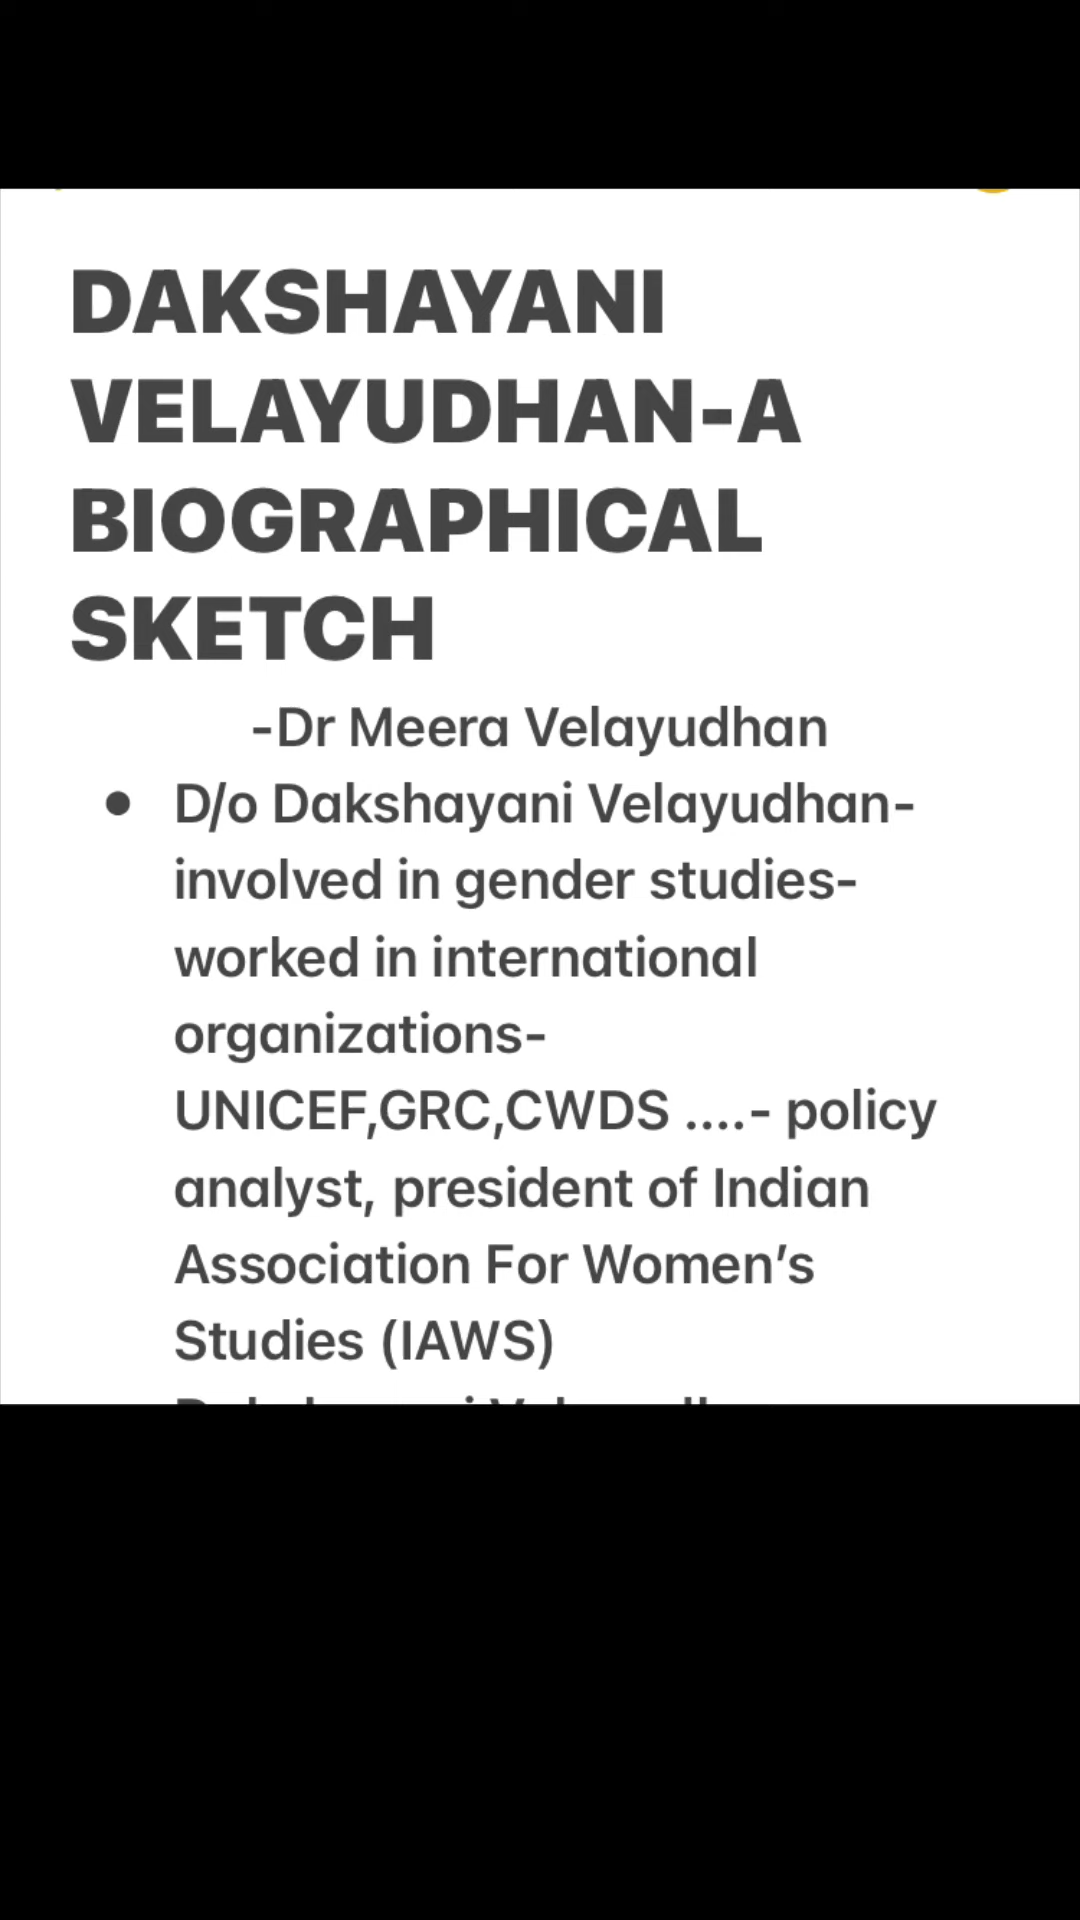 DAKSHAYANI
VELAYUDHAN-A
BIOGRAPHICAL
SKETCH
-Dr Meera Velayudhan
• D/o Dakshayani Velayudhan-
involved in gender studies-
worked in international
organizations-
UNICEF,GRC,CWDS ....- policy
analyst, president of Indian
Association For Women’s
Studies (IAWS)